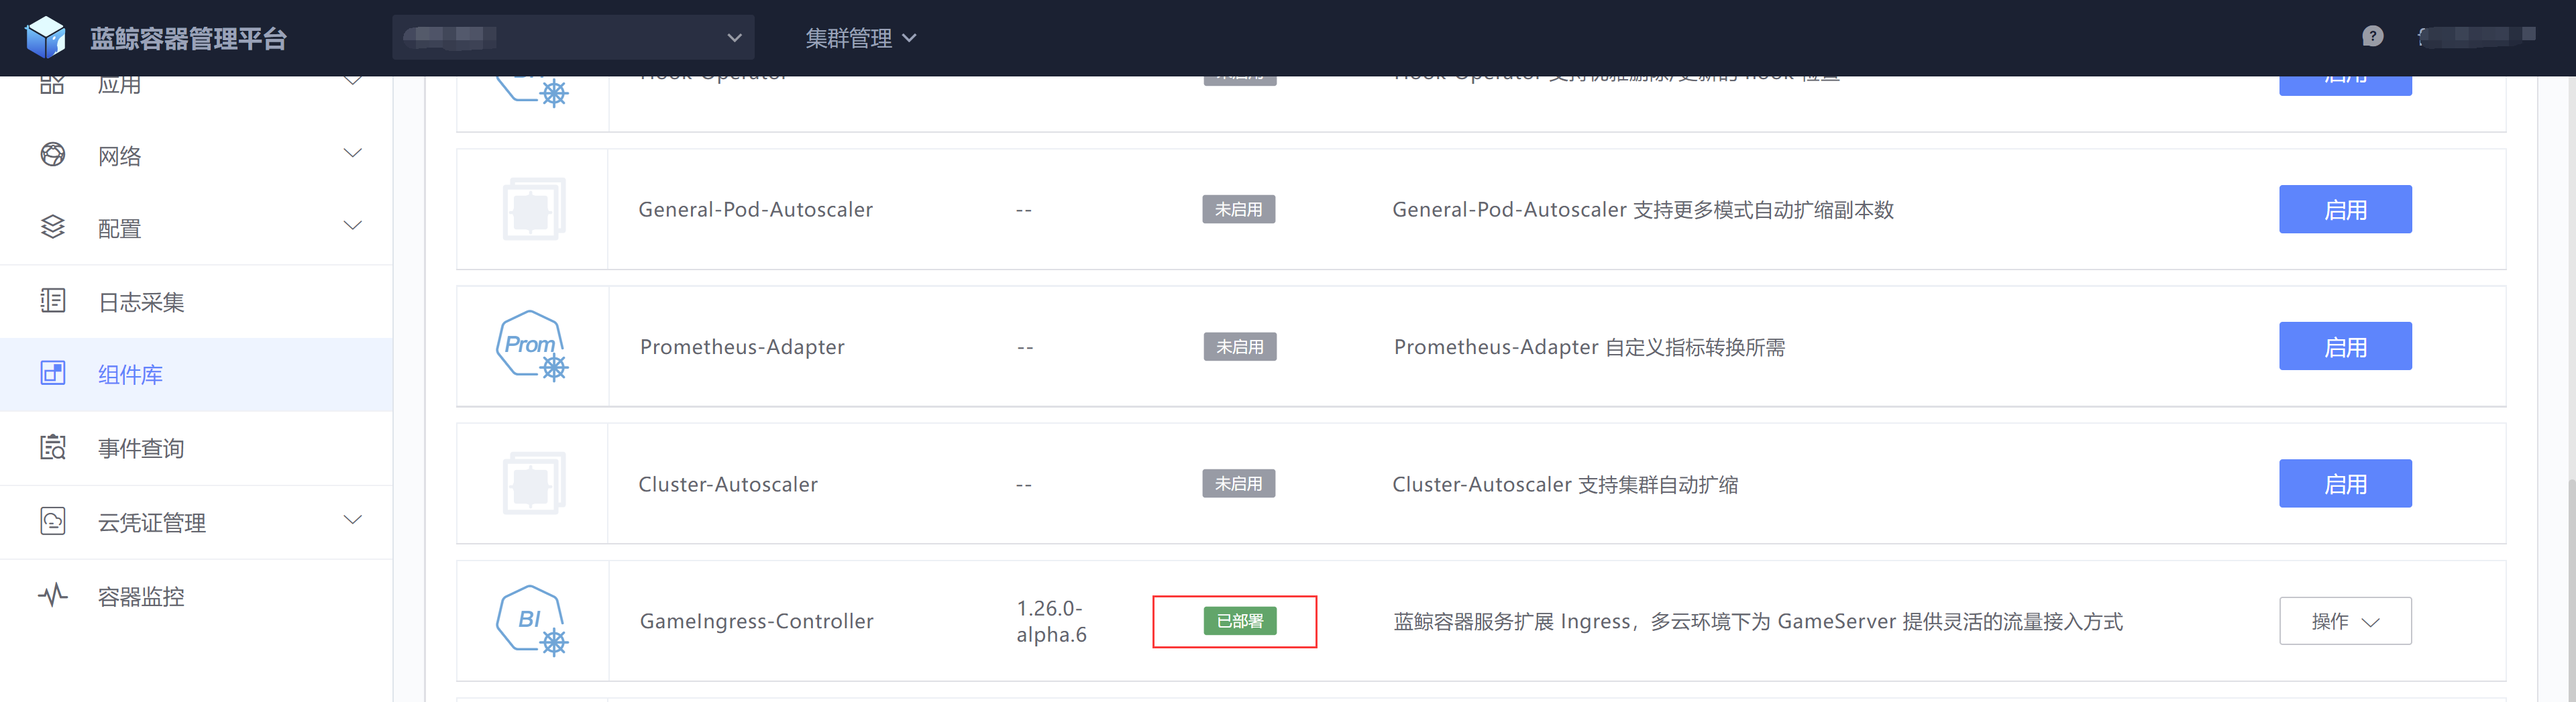 蓝鲸容器管理平台
集群管理
?
应用
网络
配置
日志采集
组件库
事件查询
云凭证管理
容器监控
Hook-Operator
未启用
启用
General-Pod-Autoscaler
--
未启用
General-Pod-Autoscaler 支持更多模式自动扩缩副本数
启用
Prom
Prometheus-Adapter
--
未启用
Prometheus-Adapter 自定义指标转换所需
启用
Cluster-Autoscaler
--
未启用
Cluster-Autoscaler 支持集群自动扩缩
启用
BI
GameIngress-Controller
1.26.0-
alpha.6
已部署
蓝鲸容器服务扩展 Ingress，多云环境下为 GameServer 提供灵活的流量接入方式
操作